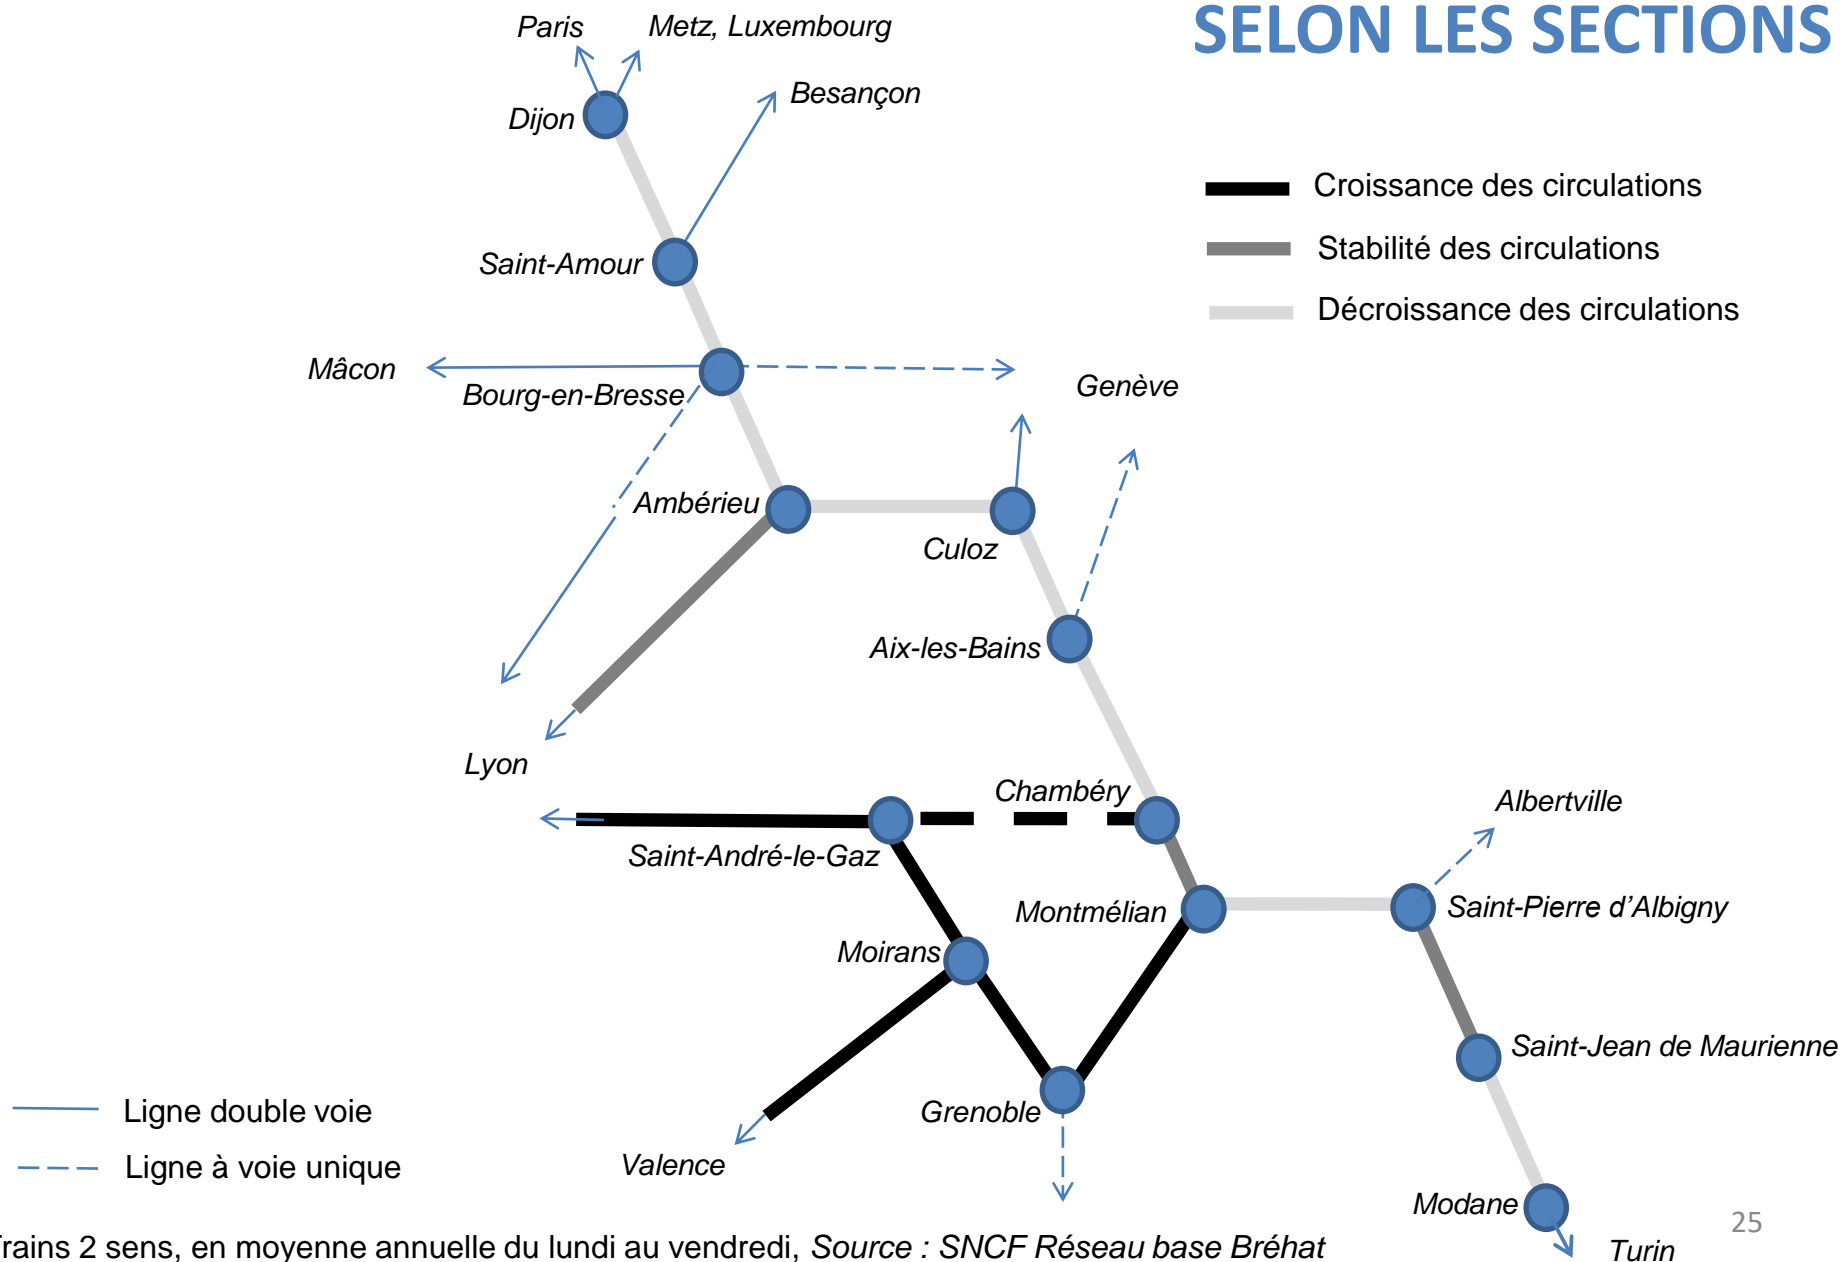 SELON LES SECTIONS
Paris
Metz, Luxembourg
Besançon
Dijon
Croissance des circulations
Stabilité des circulations
Saint-Amour
Décroissance des circulations
Mâcon
Genève
Bourg-en-Bresse
Ambérieu
Culoz
Aix-les-Bains
Lyon
Chambéry
Albertville
Saint-André-le-Gaz
Montmélian
Saint-Pierre d’Albigny
Moirans
Saint-Jean de Maurienne
Ligne double voie
Grenoble
Ligne à voie unique
Valence
Modane
25
Trains 2 sens, en moyenne annuelle du lundi au vendredi, Source : SNCF Réseau base Bréhat
Turin